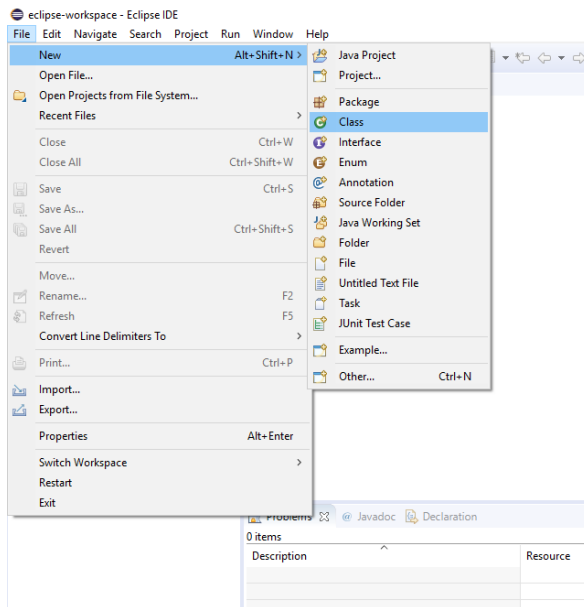 eclipse-workspace - Eclipse IDE
File Edit Navigate Search Project Run Window Help
New Alt+Shift+N >
Open File...
Open Projects from File System...
Recent Files >
Close Ctrl+W
Close All Ctrl+Shift+W
Save Ctrl+S
Save As...
Save All Ctrl+Shift+S
Revert
Move...
Rename... F2
Refresh F5
Convert Line Delimiters To >
Print... Ctrl+P
Import...
Export...
Properties Alt+Enter
Switch Workspace >
Restart
Exit
Java Project
Project...
Package
Class
Interface
Enum
Annotation
Source Folder
Java Working Set
Folder
File
Untitled Text File
Task
JUnit Test Case
Example...
Other... Ctrl+N
Problems @ Javadoc Declaration
0 items
Description Resource